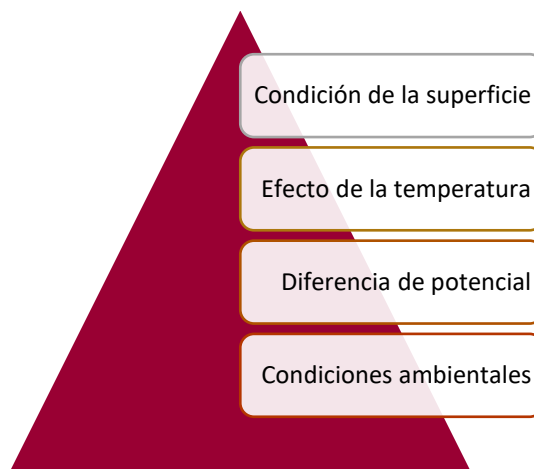 Condición de la superficie
Efecto de la temperatura
Diferencia de potencial
Condiciones ambientales